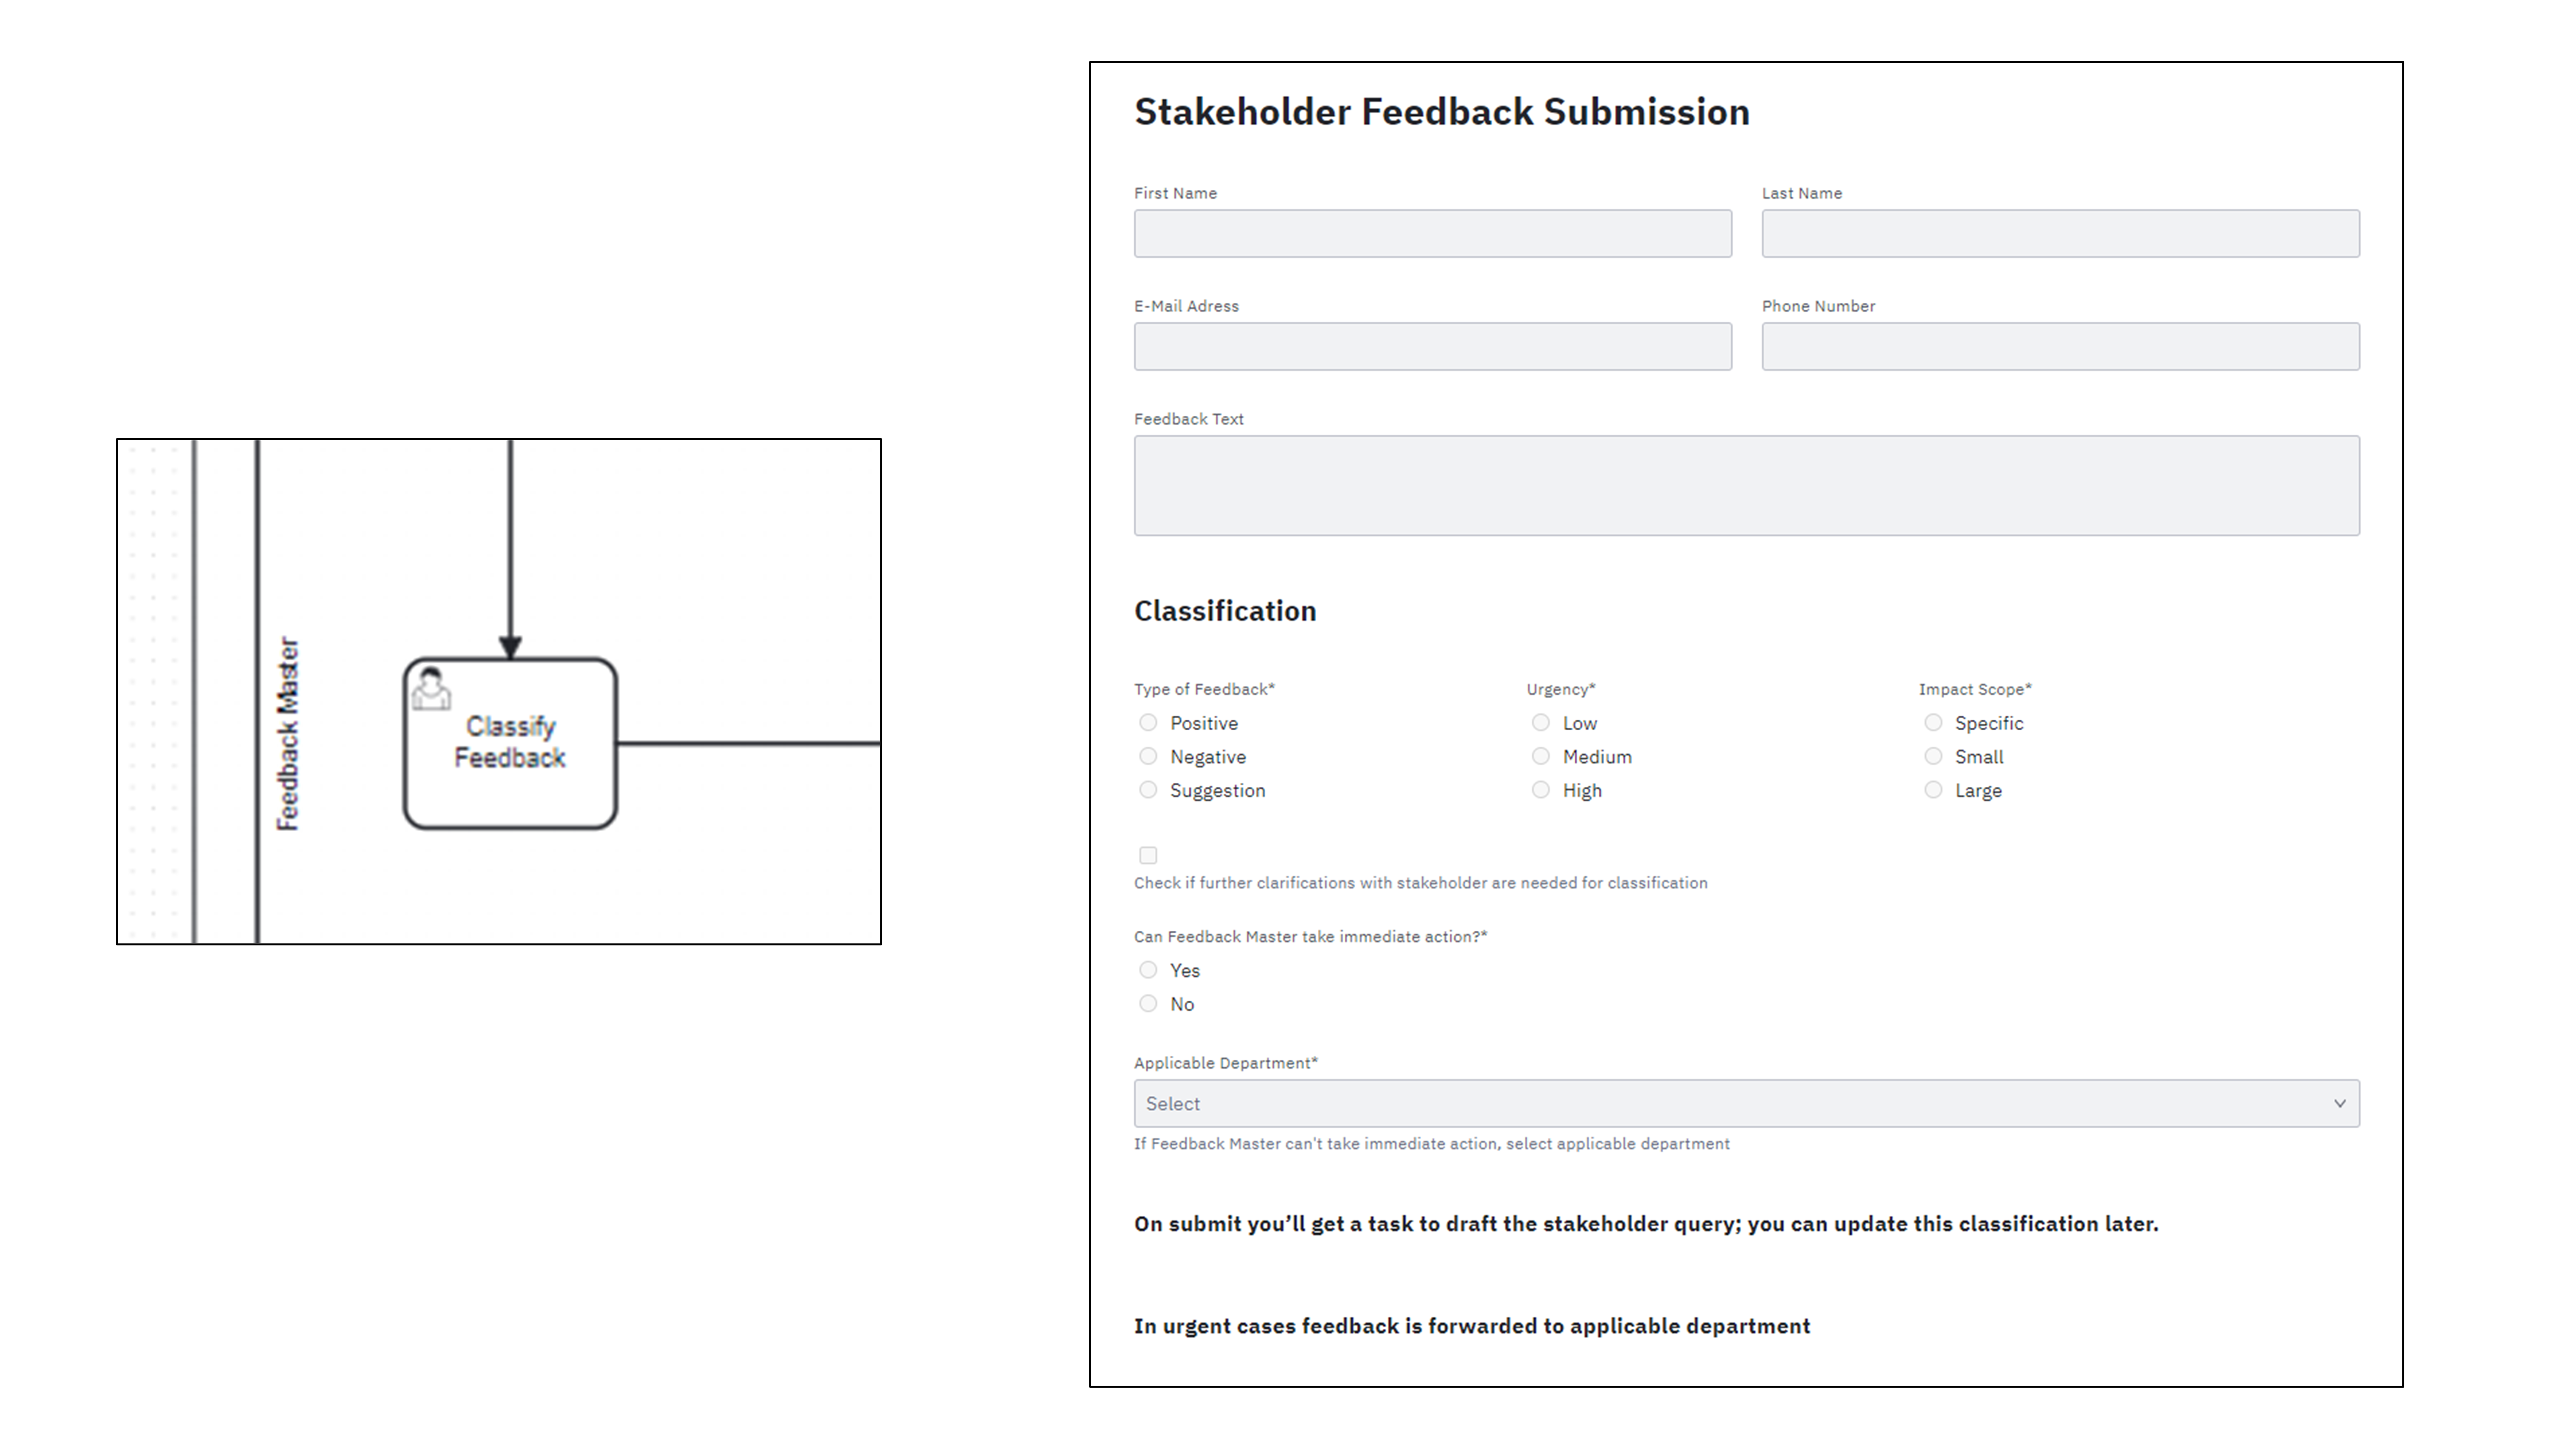 Feedback Master
Classify
Feedback
Stakeholder Feedback Submission
First Name
Last Name
E-Mail Adress
Phone Number
Feedback Text
Classification
Type of Feedback*
Positive
Negative
Suggestion
Urgency*
Low
Medium
High
Impact Scope*
Specific
Small
Large
Check if further clarifications with stakeholder are needed for classification
Can Feedback Master take immediate action?*
Yes
No
Applicable Department*
Select
If Feedback Master can't take immediate action, select applicable department
On submit you’ll get a task to draft the stakeholder query; you can update this classification later.
In urgent cases feedback is forwarded to applicable department